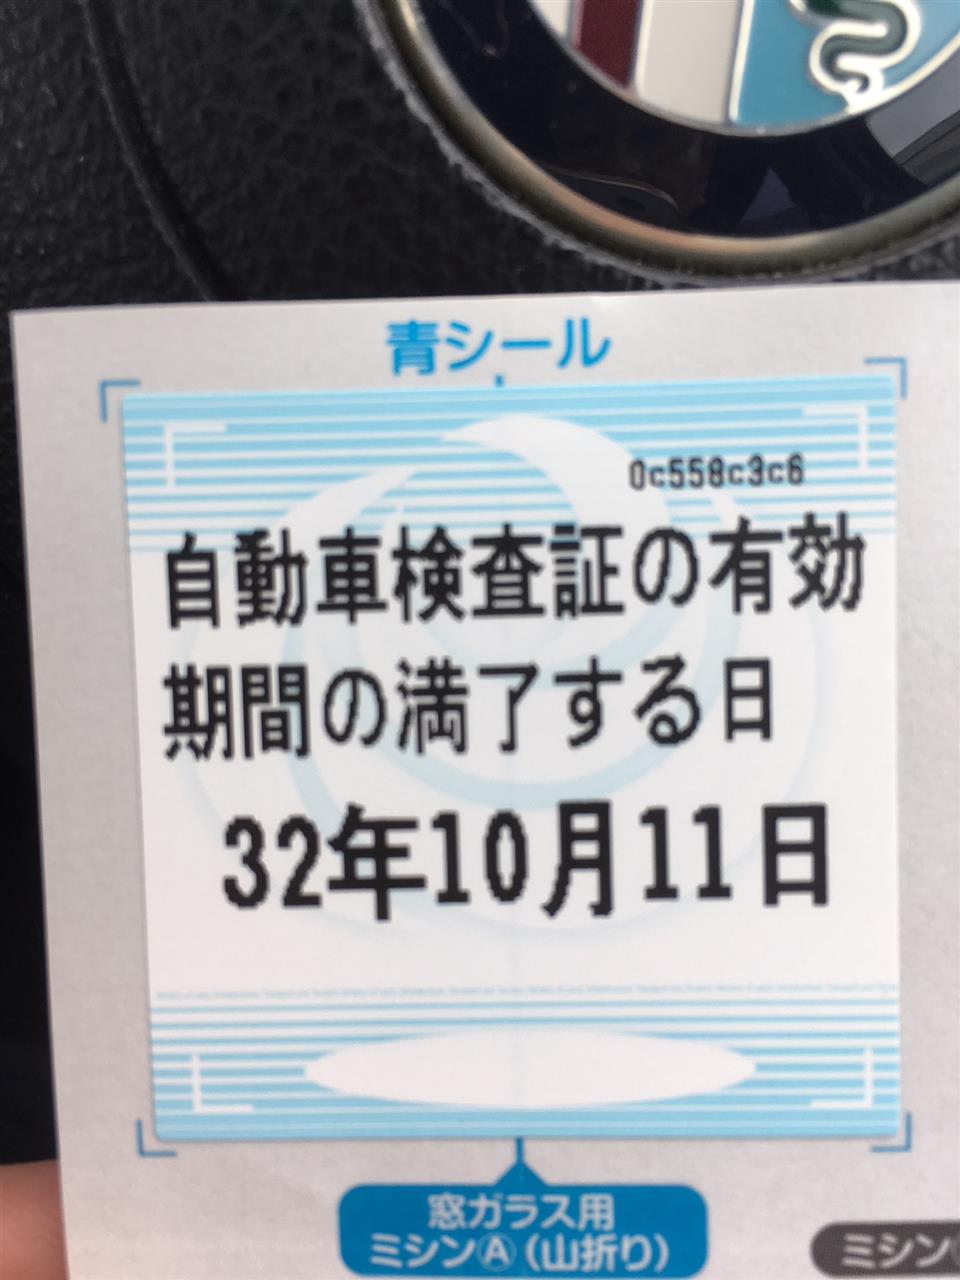 青シール
0c558c3c6
自動車検査証の有効
期間の満了する日
32年10月11日
窓ガラス用
ミシンⒶ(山折り)
ミシン